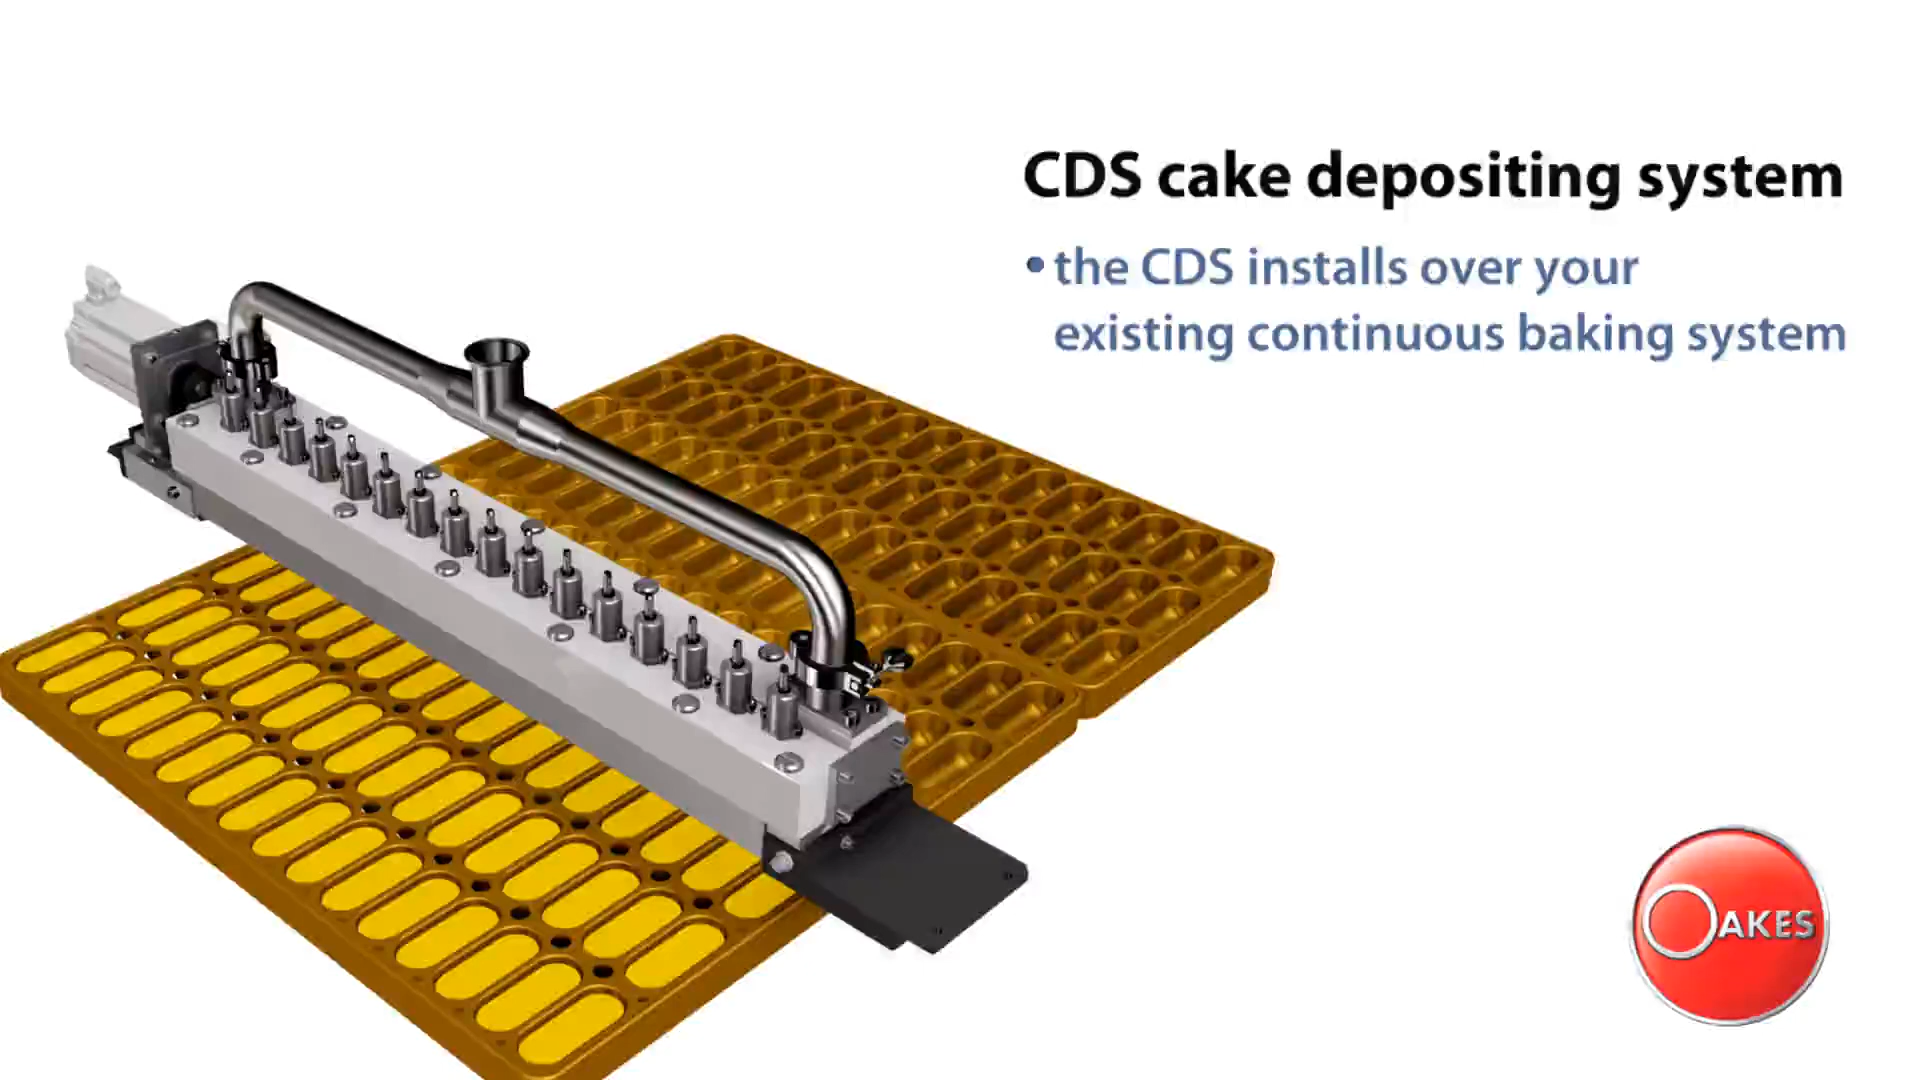 CDS cake depositing system
• the CDS installs over your
existing continuous baking system
OAKES